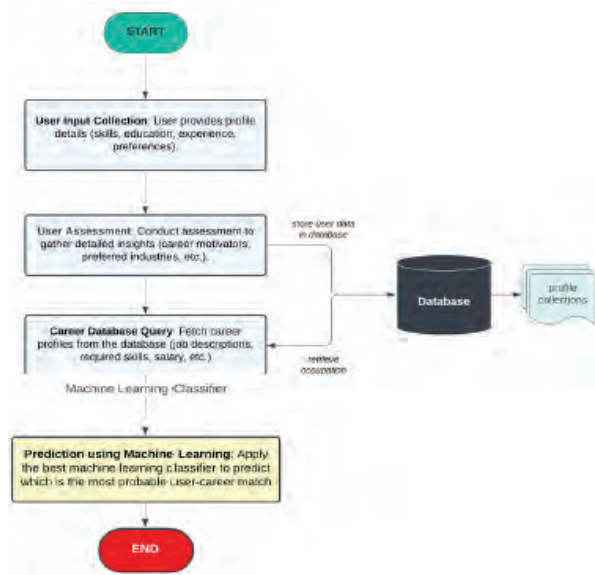 START
User Input Collection: User provides profile
details (skills, education, experience,
preferences).
User Assessment: Conduct assessment to
gather detailed insights (career motivators,
preferred industries, etc.).
store user data
in database
Database
profile
collections
Career Database Query: Fetch career
profiles from the database (job descriptions,
required skills, salary, etc.)
retrieve
occupation
Machine Learning Classifier
Prediction using Machine Learning: Apply
the best machine learning classifier to predict
which is the most probable user-career match
END